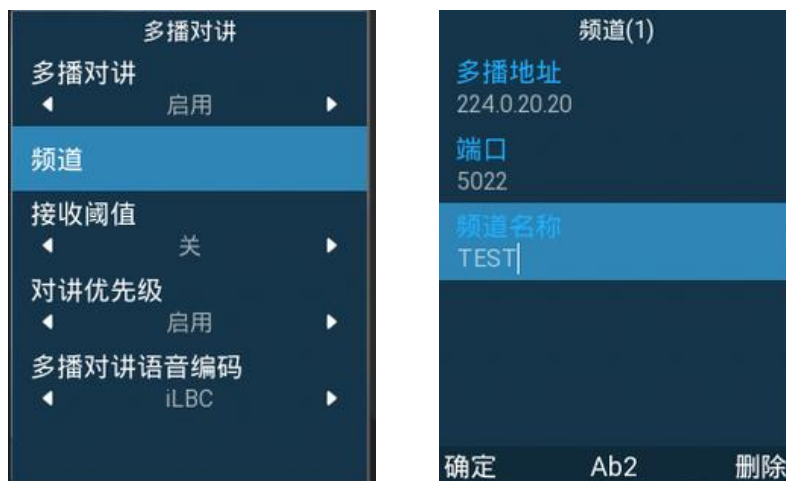 多播对讲
多播对讲
启用
频道
接收阈值
关
对讲优先级
启用
多播对讲语音编码
iLBC
频道(1)
多播地址
224.0.20.20
端口
5022
频道名称
TEST
确定 Ab2 删除